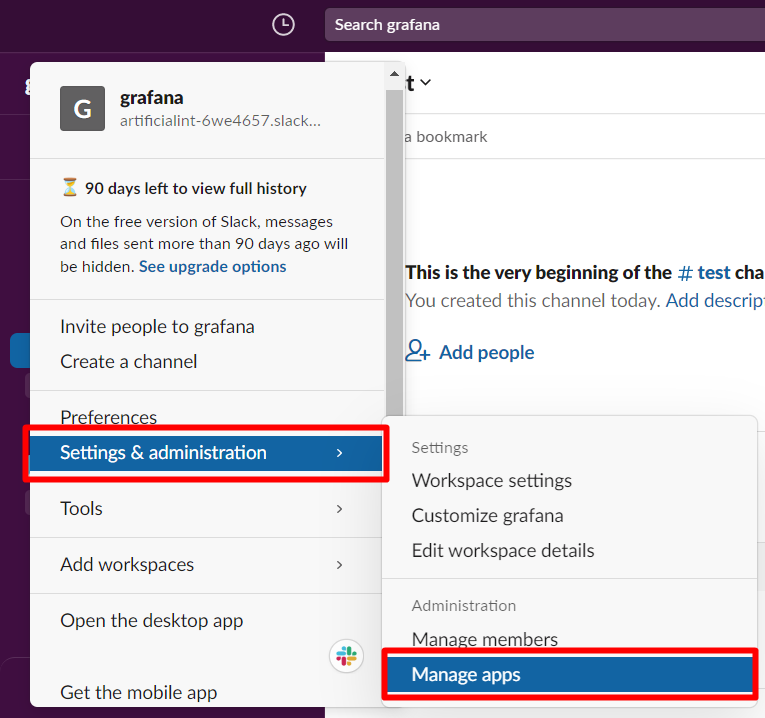 Search grafana
G
grafana
artificialint-6we4657.slack...
⏳ 90 days left to view full history
On the free version of Slack, messages
and files sent more than 90 days ago will
be hidden. See upgrade options
Invite people to grafana
Create a channel
Preferences
Settings & administration
Tools
Add workspaces
Open the desktop app
Get the mobile app
t
a bookmark
This is the very beginning of the # test cha
You created this channel today. Add descrip
Add people
Settings
Workspace settings
Customize grafana
Edit workspace details
Administration
Manage members
Manage apps